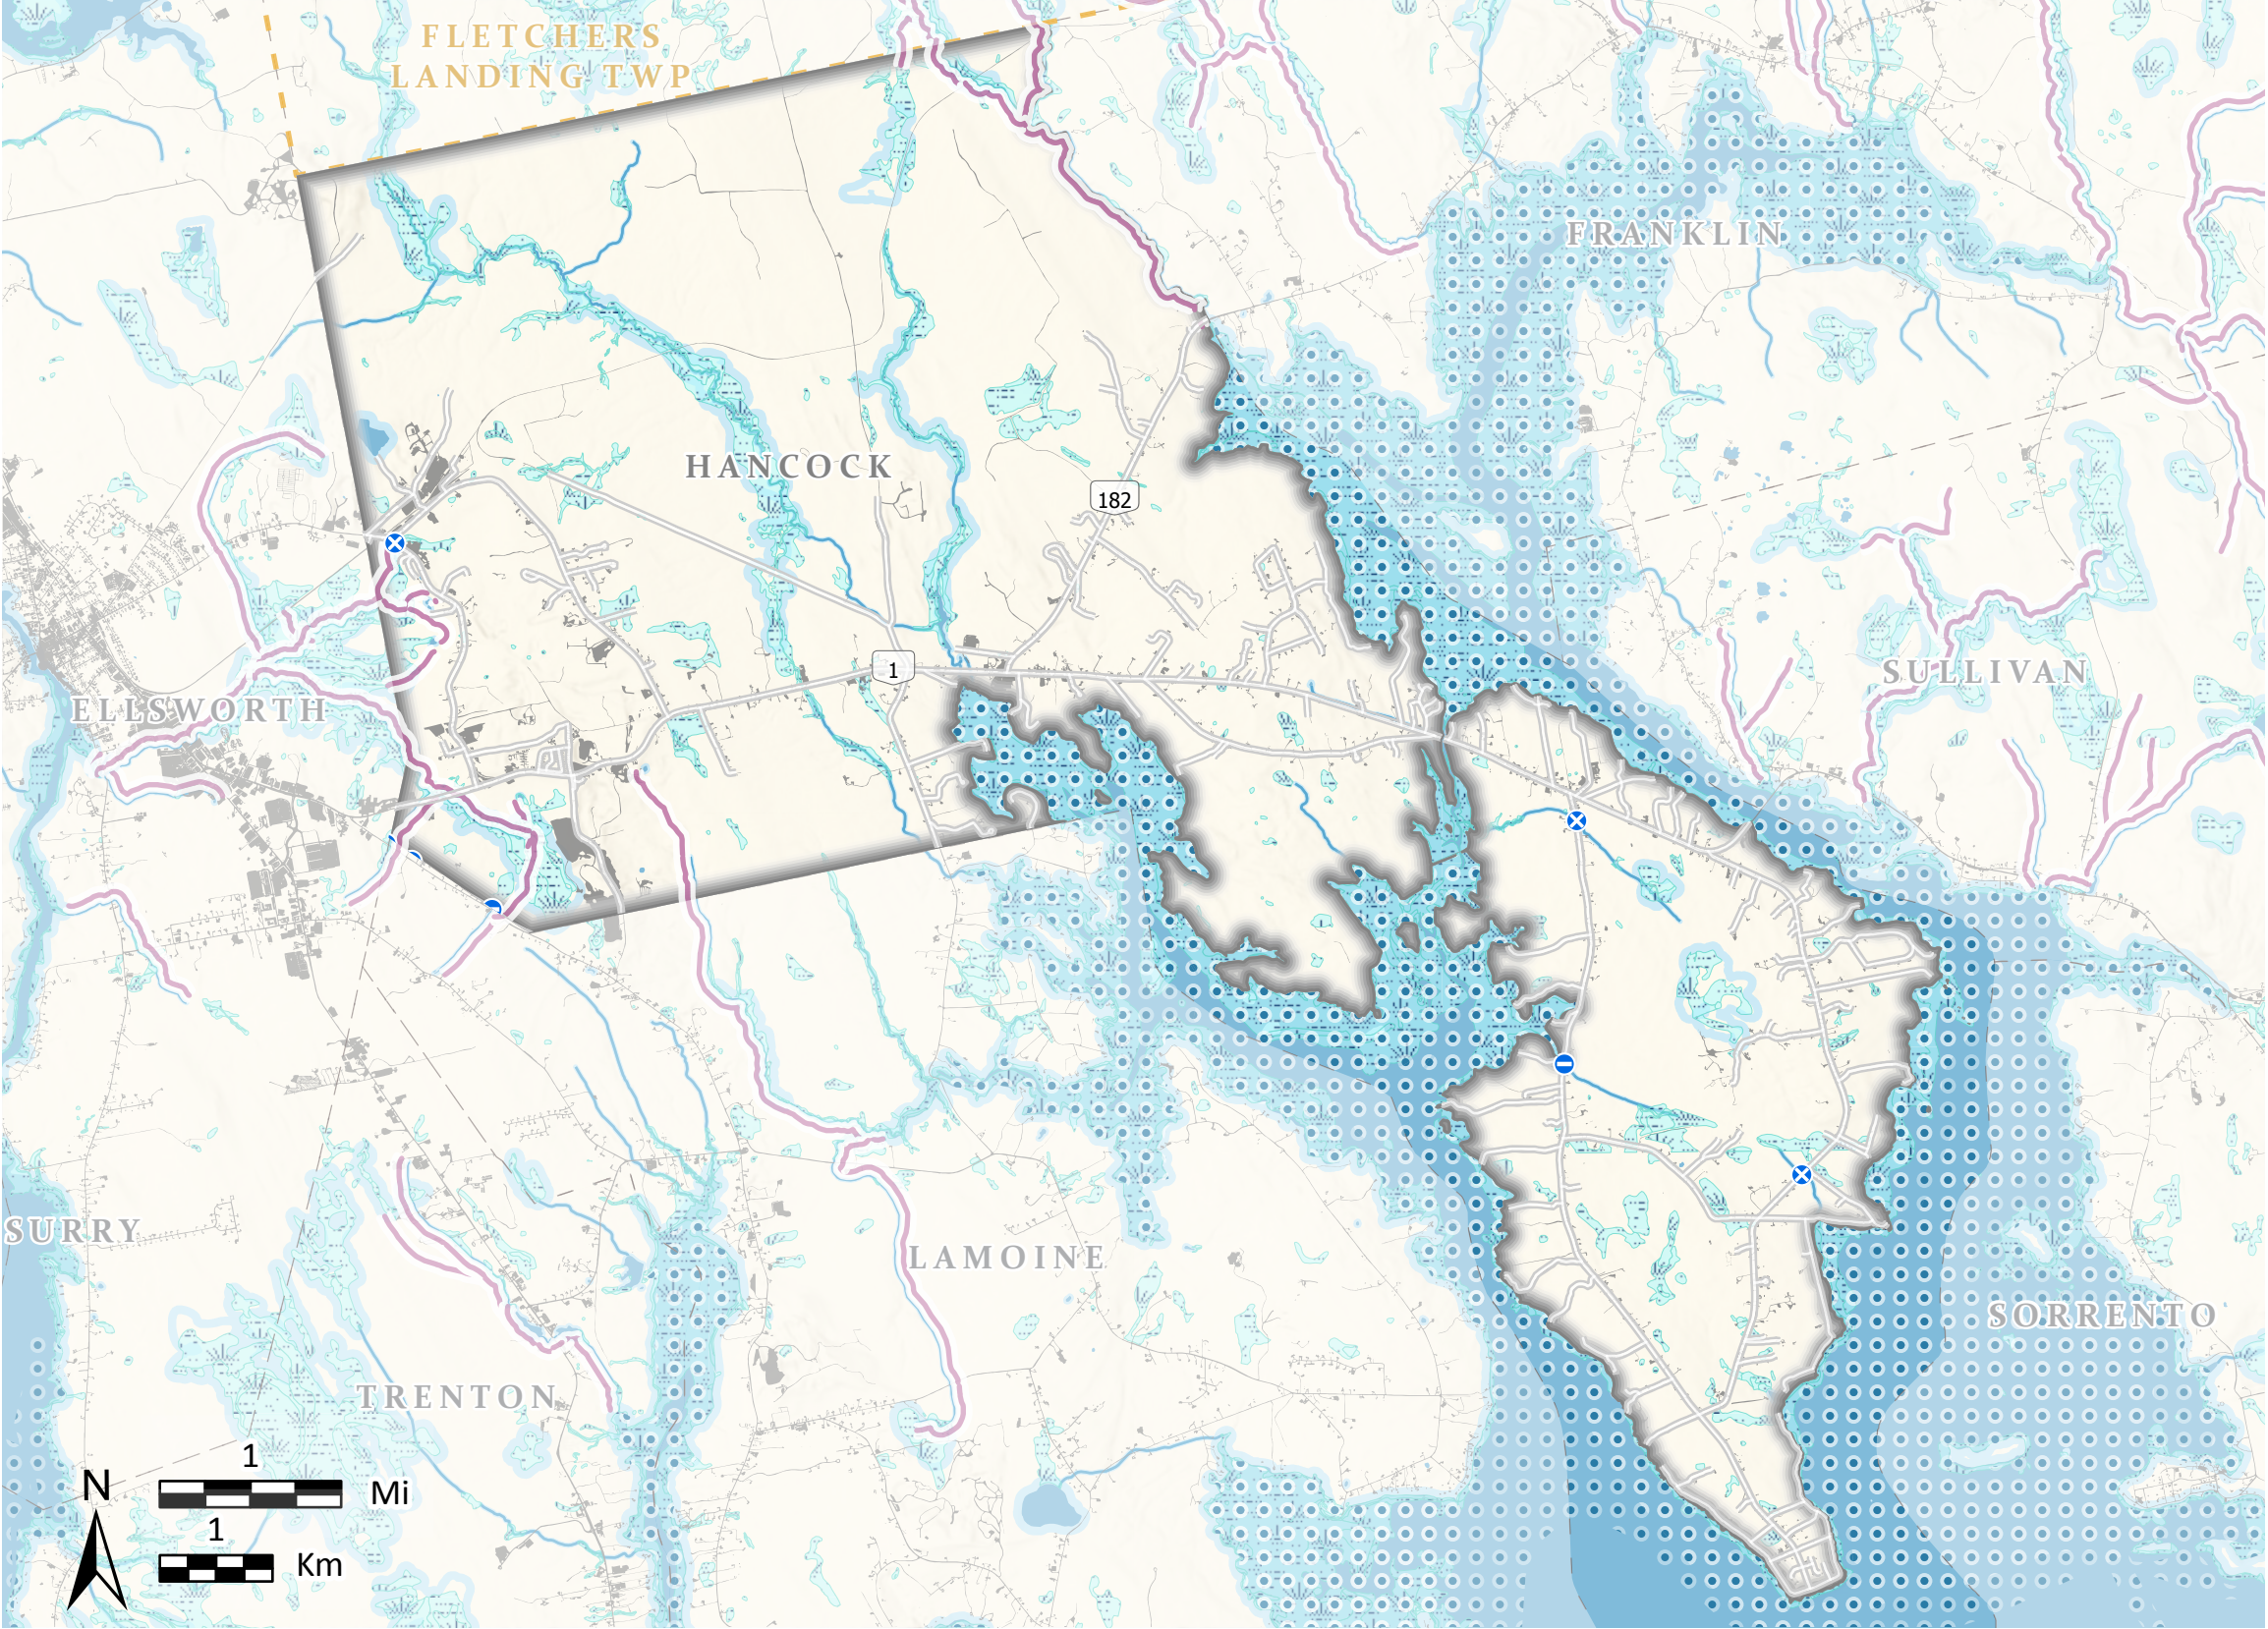 FLETCHERS
LANDING TWP
FRANKLIN
HANCOCK
182
1
SULLIVAN
ELLSWORTH
SURRY
LAMOINE
SORRENTO
TRENTON
N
1
Mi
1
Km